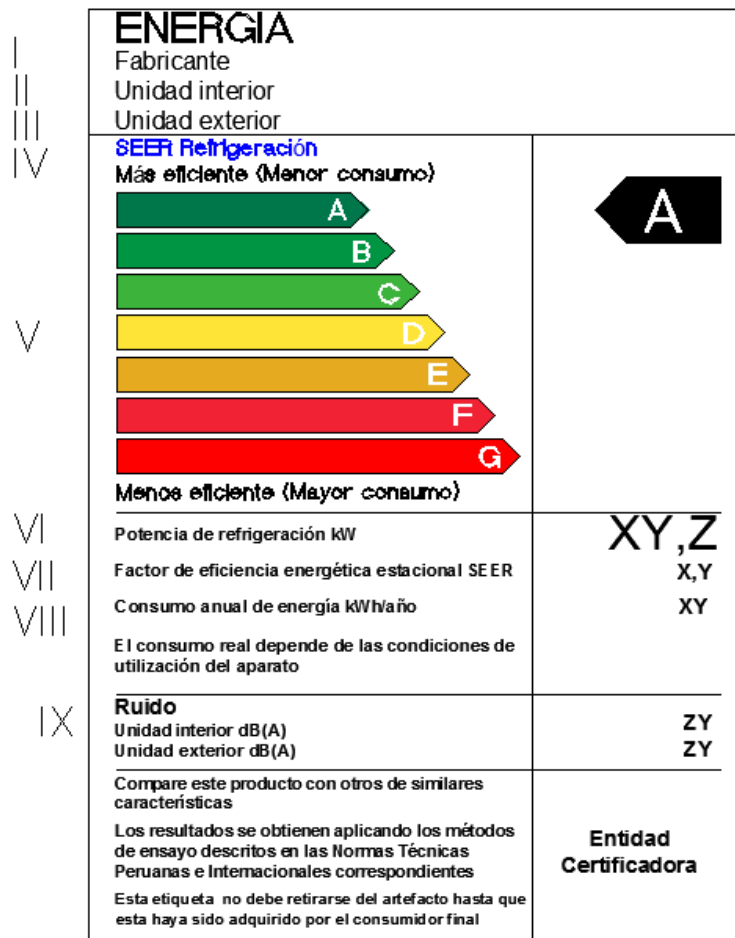 ENERGIA
I
Fabricante
II
Unidad interior
III
Unidad exterior
IV
SEER Refrigeración
Más eficiente (Menor consumo)
A
A
B
C
V
D
E
F
G
Menos eficiente (Mayor consumo)
VI
Potencia de refrigeración kW
XY,Z
VII
Factor de eficiencia energética estacional SEER
X,Y
VIII
Consumo anual de energía kWh/año
XY
El consumo real depende de las condiciones de
utilización del aparato
IX
Ruido
Unidad interior dB(A)
ZY
Unidad exterior dB(A)
ZY
Compare este producto con otros de similares
características
Los resultados se obtienen aplicando los métodos
de ensayo descritos en las Normas Técnicas
Peruanas e Internacionales correspondientes
Esta etiqueta no debe retirarse del artefacto hasta que
esta haya sido adquirido por el consumidor final
Entidad
Certificadora